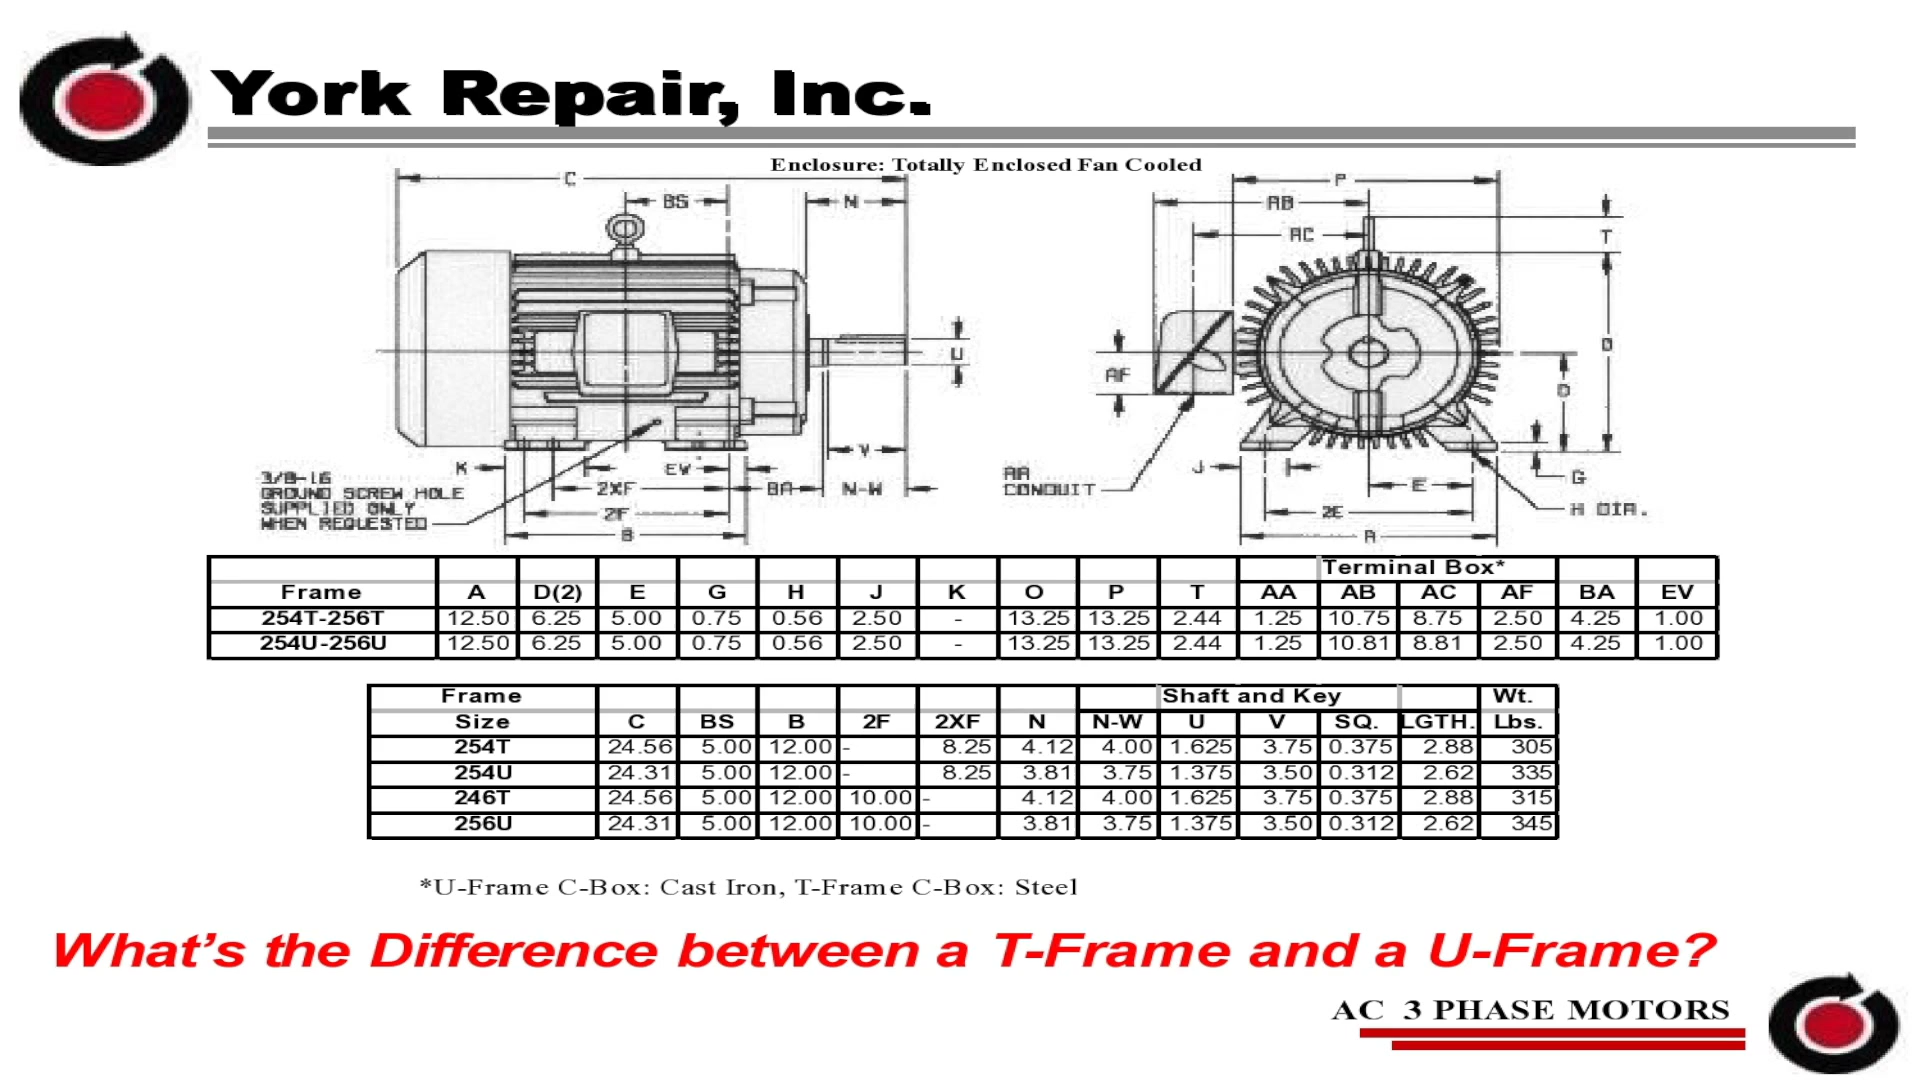 York Repair, Inc.
Enclosure: Totally Enclosed Fan Cooled
C
P
BS
N
AB
AC
T
U
O
AF
D
V
K
EV
J
AA
CONDUIT
G
3/8-16
GROUND SCREW HOLE
SUPPLIED ONLY
WHEN REQUESTED
2XF
BA
N-W
E
2F
2E
H DIA.
B
A
Terminal Box*
Frame A D(2) E G H J K O P T AA AB AC AF BA EV
254T-256T 12.50 6.25 5.00 0.75 0.56 2.50 - 13.25 13.25 2.44 1.25 10.75 8.75 2.50 4.25 1.00
254U-256U 12.50 6.25 5.00 0.75 0.56 2.50 - 13.25 13.25 2.44 1.25 10.81 8.81 2.50 4.25 1.00
Frame Shaft and Key Wt.
Size C BS B 2F 2XF N N-W U V SQ. LGTH. Lbs.
254T 24.56 5.00 12.00 - 8.25 4.12 4.00 1.625 3.75 0.375 2.88 305
254U 24.31 5.00 12.00 - 8.25 3.81 3.75 1.375 3.50 0.312 2.62 335
246T 24.56 5.00 12.00 10.00 - 4.12 4.00 1.625 3.75 0.375 2.88 315
256U 24.31 5.00 12.00 10.00 - 3.81 3.75 1.375 3.50 0.312 2.62 345
*U-Frame C-Box: Cast Iron, T-Frame C-Box: Steel
What’s the Difference between a T-Frame and a U-Frame?
AC 3 PHASE MOTORS